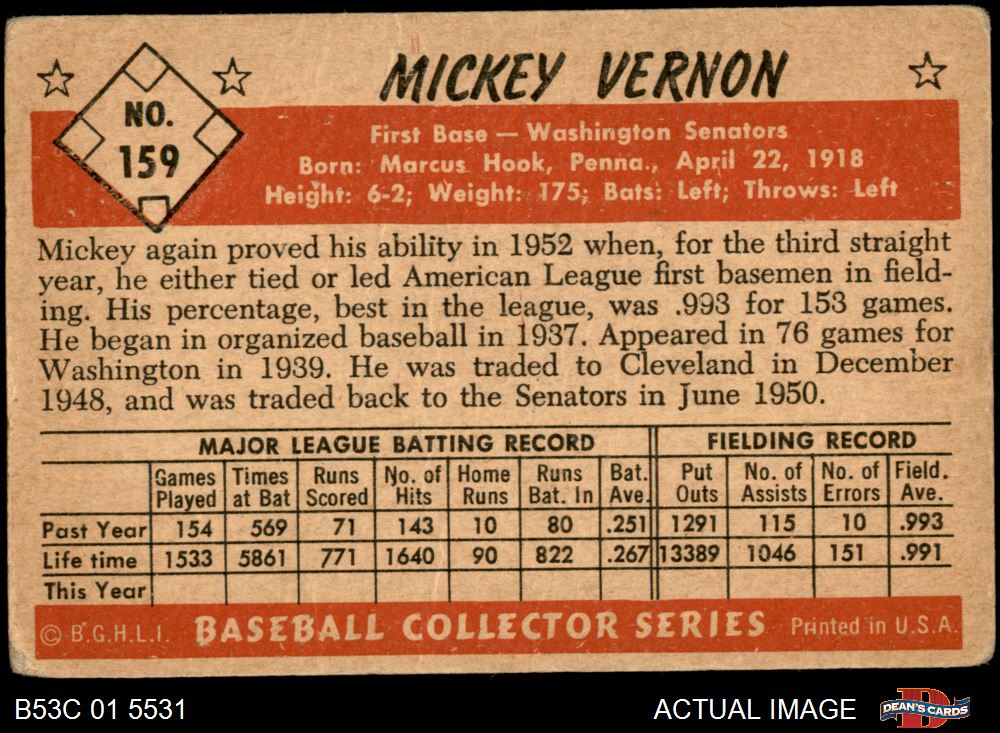 MICKEY VERNON
NO.
159
First Base — Washington Senators
Born: Marcus Hook, Penna., April 22, 1918
Height: 6-2; Weight: 175; Bats: Left; Throws: Left
Mickey again proved his ability in 1952 when, for the third straight
year, he either tied or led American League first basemen in field-
ing. His percentage, best in the league, was .993 for 153 games.
He began in organized baseball in 1937. Appeared in 76 games for
Washington in 1939. He was traded to Cleveland in December
1948, and was traded back to the Senators in June 1950.
MAJOR LEAGUE BATTING RECORD FIELDING RECORD
Games Times Runs No. of Home Runs Bat. Put No. of No. of Field.
Played at Bat Scored Hits Runs Bat. In Ave. Outs Assists Errors Ave.
Past Year 154 569 71 143 10 80 .251 1291 115 10 .993
Life time 1533 5861 771 1640 90 822 .267 13389 1046 151 .991
This Year
© B.G.H.L.I. BASEBALL COLLECTOR SERIES Printed in U.S.A.
B53C 01 5531 ACTUAL IMAGE D DEAN'S CARDS